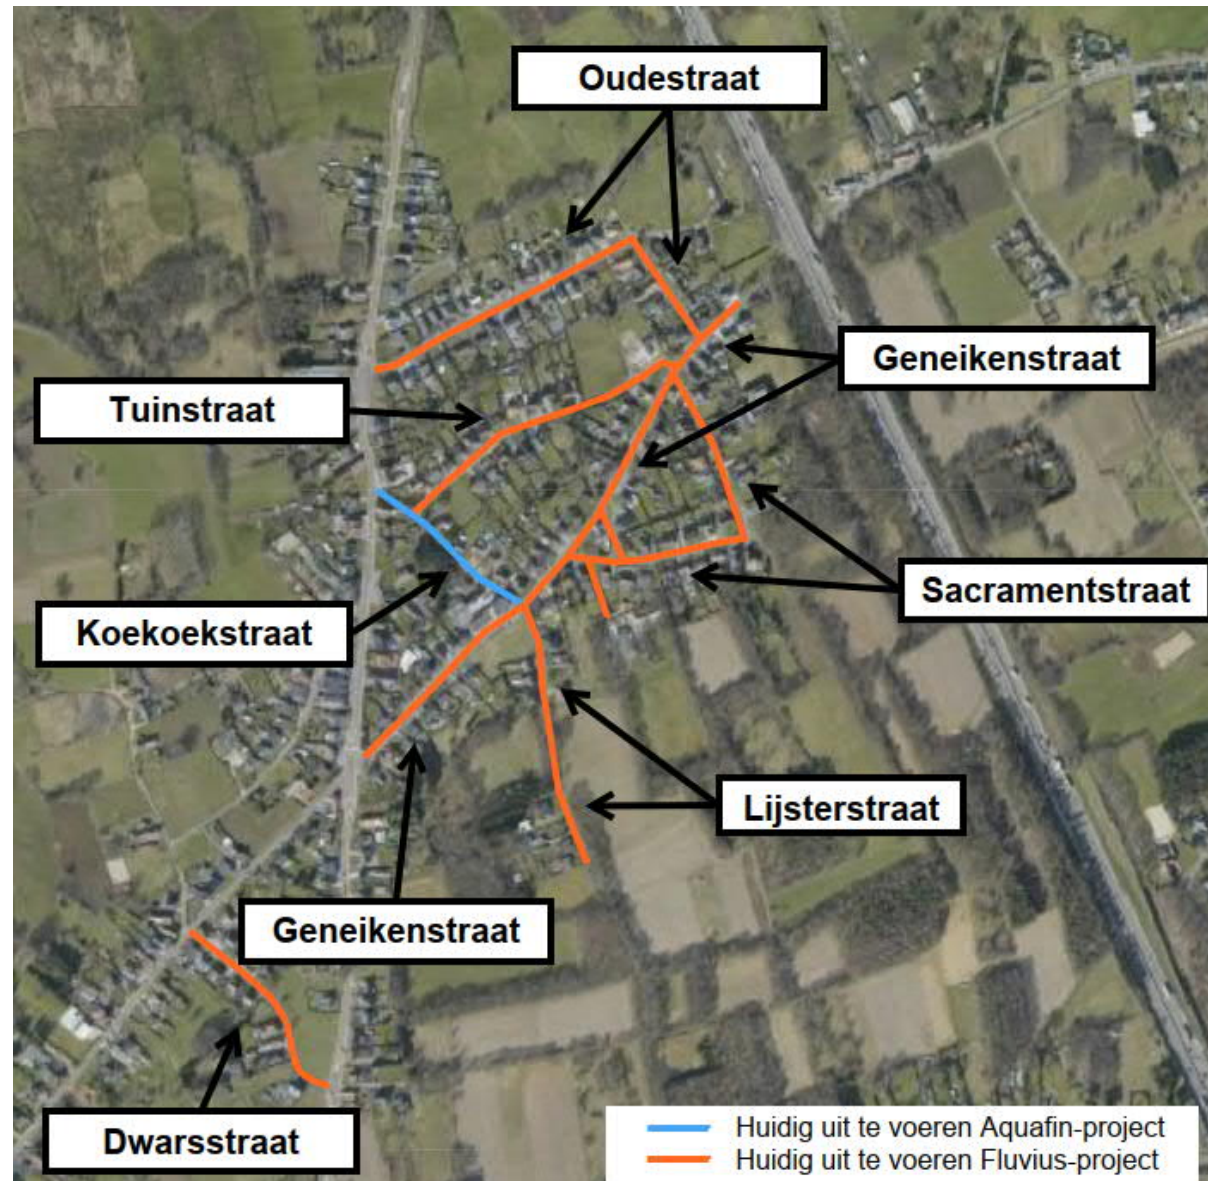 Oudestraat
Geneikenstraat
Tuinstraat
Sacramentstraat
Koekoekstraat
Lijsterstraat
Geneikenstraat
Dwarsstraat
Huidig uit te voeren Aquafin-project
Huidig uit te voeren Fluvius-project